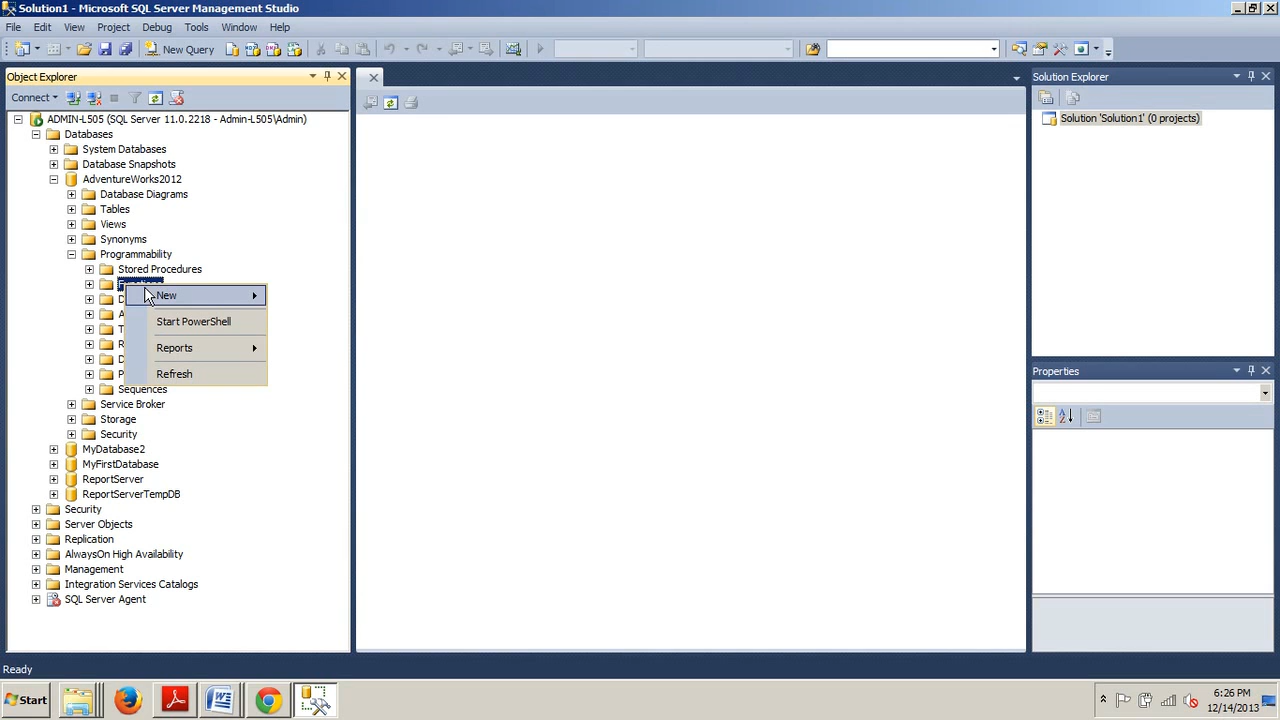 Solution1 - Microsoft SQL Server Management Studio
File Edit View Project Debug Tools Window Help
New Query
Object Explorer
Connect
ADMIN-L505 (SQL Server 11.0.2218 - Admin-L505\Admin)
Databases
System Databases
Database Snapshots
AdventureWorks2012
Database Diagrams
Tables
Views
Synonyms
Programmability
Stored Procedures
New
Start PowerShell
Reports
Refresh
Sequences
Service Broker
Storage
Security
MyDatabase2
MyFirstDatabase
ReportServer
ReportServerTempDB
Security
Server Objects
Replication
AlwaysOn High Availability
Management
Integration Services Catalogs
SQL Server Agent
Solution Explorer
Solution 'Solution1' (0 projects)
Properties
Ready
Start
6:26 PM
12/14/2013